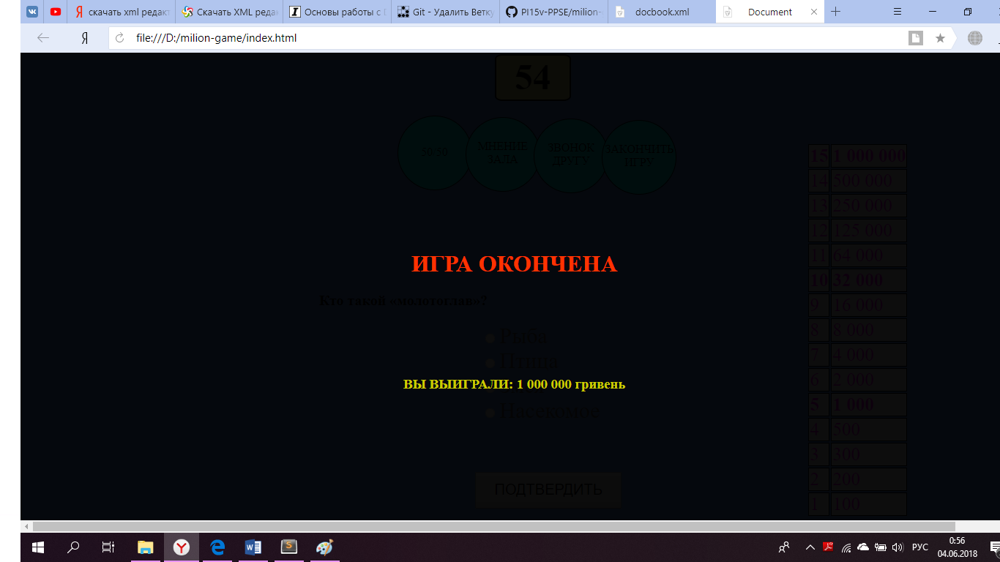 скачать xml редакт
Скачать XML редак
Основы работы с
Git - Удалить Ветку
PI15v-PPSE/milion-
docbook.xml
Document
file:///D:/milion-game/index.html
54
50/50
МНЕНИЕ
ЗАЛА
ЗВОНОК
ДРУГУ
ЗАКОНЧИТЬ
ИГРУ
15 1 000 000
14 500 000
13 250 000
12 125 000
11 64 000
10 32 000
9 16 000
8 8 000
7 4 000
6 2 000
5 1 000
4 500
3 300
2 200
1 100
ИГРА ОКОНЧЕНА
Кто такой «молотоглав»?
Рыба
Птица
ВЫ ВЫИГРАЛИ: 1 000 000 гривень
Насекомое
ПОДТВЕРДИТЬ
РУС
0:56
04.06.2018